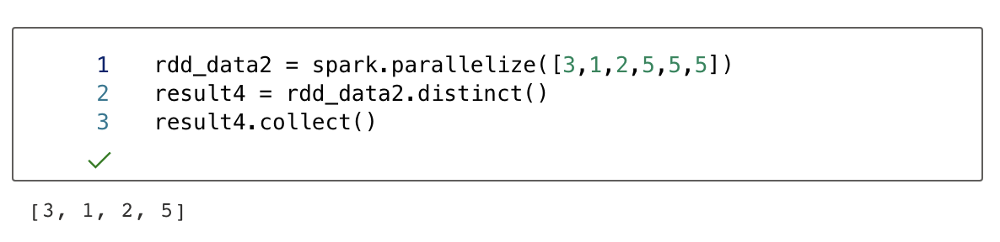 1 rdd_data2 = spark.parallelize([3,1,2,5,5,5])
2 result4 = rdd_data2.distinct()
3 result4.collect()
[3, 1, 2, 5]